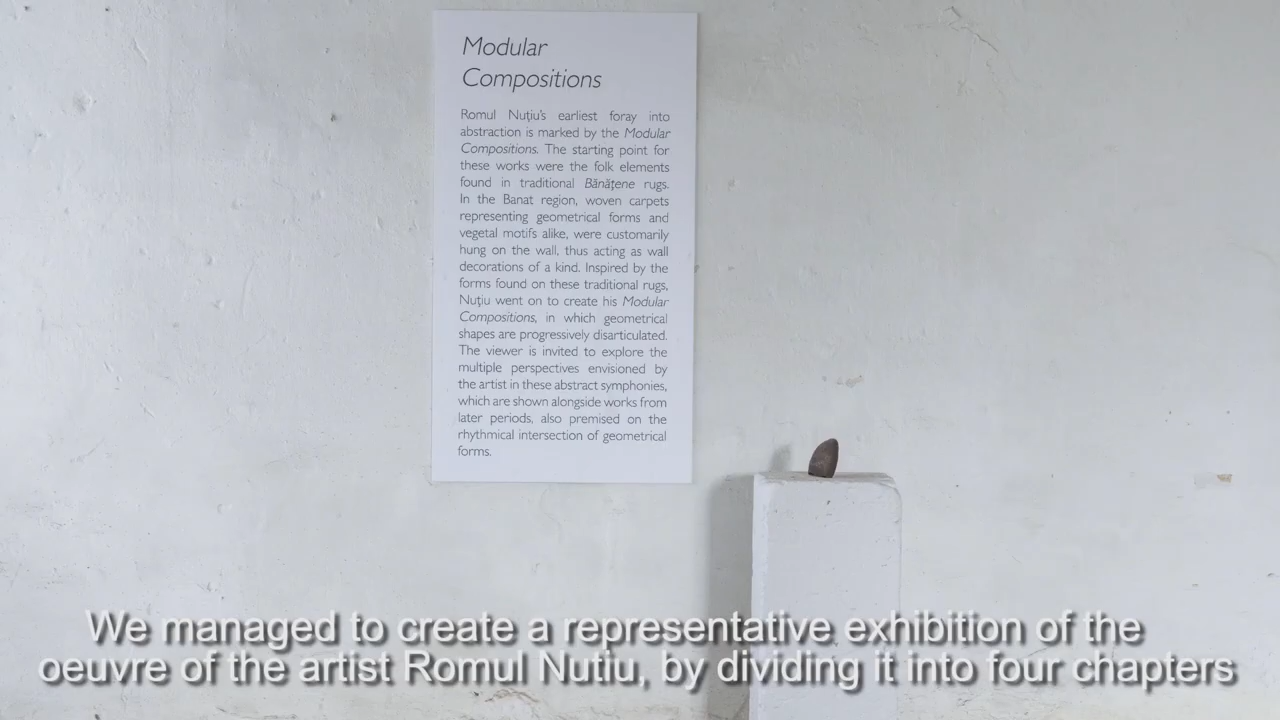 Modular
Compositions
Romul Nuțiu's earliest foray into
abstraction is marked by the Modular
Compositions. The starting point for
these works were the folk elements
found in traditional Bănățene rugs.
In the Banat region, woven carpets
representing geometrical forms and
vegetal motifs alike, were customarily
hung on the wall, thus acting as wall
decorations of a kind. Inspired by the
forms found on these traditional rugs,
Nuțiu went on to create his Modular
Compositions, in which geometrical
shapes are progressively disarticulated.
The viewer is invited to explore the
multiple perspectives envisioned by
the artist in these abstract symphonies,
which are shown alongside works from
later periods, also premised on the
rhythmical intersection of geometrical
forms.
We managed to create a representative exhibition of the
oeuvre of the artist Romul Nutiu, by dividing it into four chapters